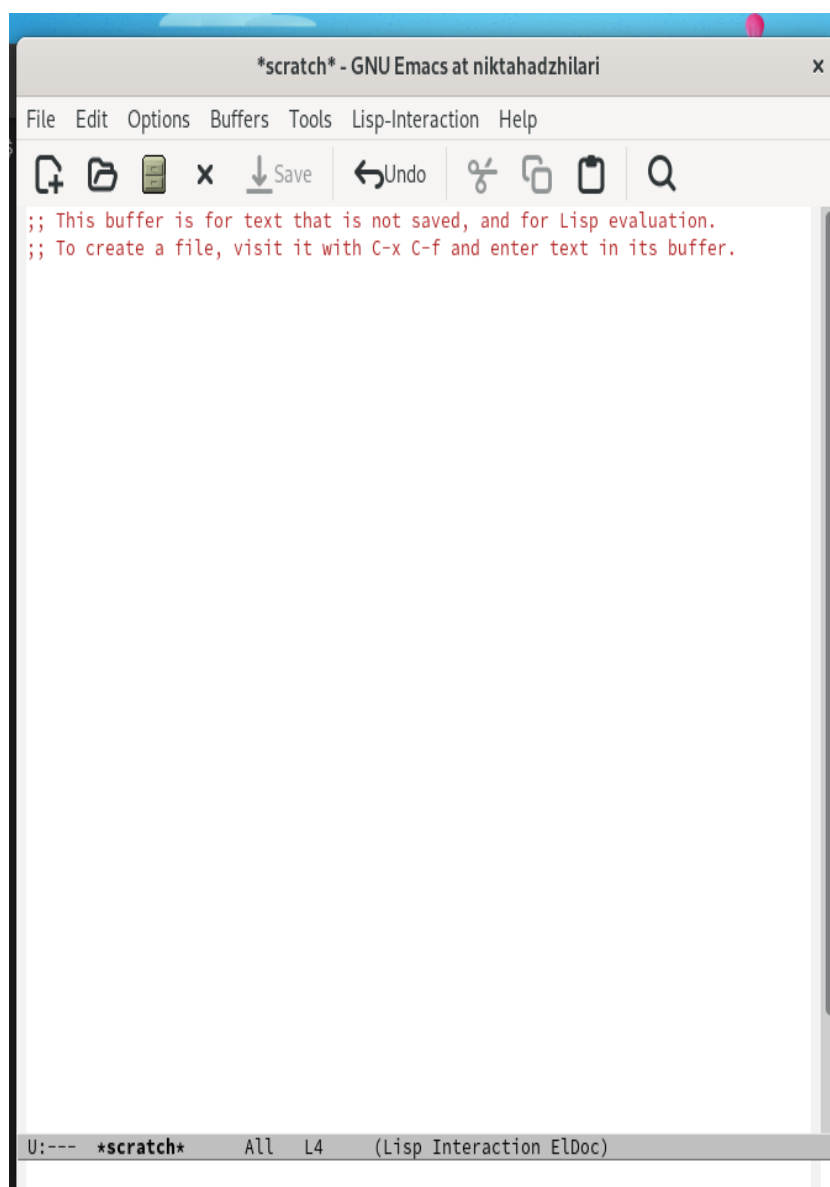 *scratch* - GNU Emacs at niktahadzhilari
File Edit Options Buffers Tools Lisp-Interaction Help
Save Undo
;; This buffer is for text that is not saved, and for Lisp evaluation.
;; To create a file, visit it with C-x C-f and enter text in its buffer.
U:--- *scratch* All L4 (Lisp Interaction ElDoc)